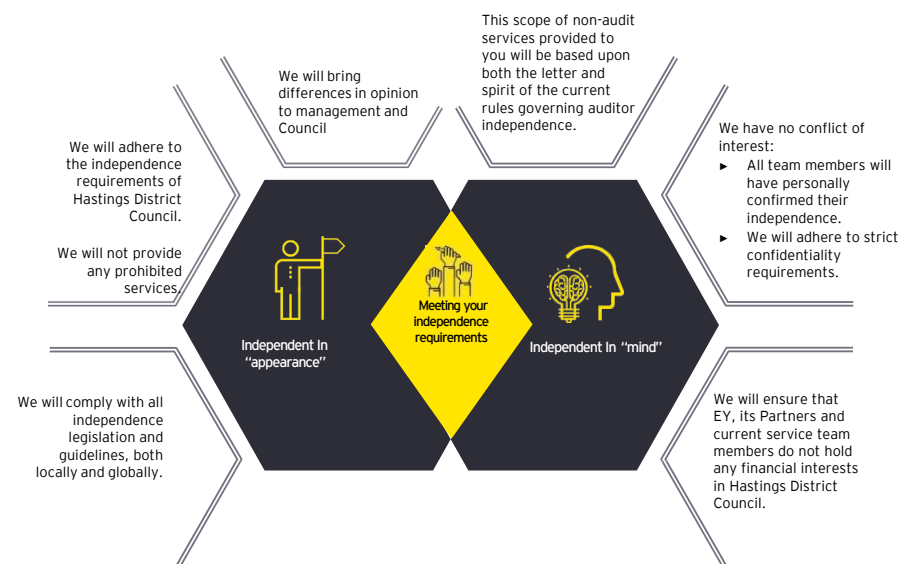 This scope of non-audit
services provided to
you will be based upon
both the letter and
spirit of the current
rules governing auditor
independence.
We will bring
differences in opinion
to management and
Council
We will adhere to
the independence
requirements of
Hastings District
Council.
We will not provide
any prohibited
services.
We have no conflict of
interest:
► All team members will
have personally
confirmed their
independence.
► We will adhere to strict
confidentiality
requirements.
Meeting your
independence
requirements
Independent In
“appearance”
Independent In “mind”
We will comply with all
independence
legislation and
guidelines, both
locally and globally.
We will ensure that
EY, its Partners and
current service team
members do not hold
any financial interests
in Hastings District
Council.